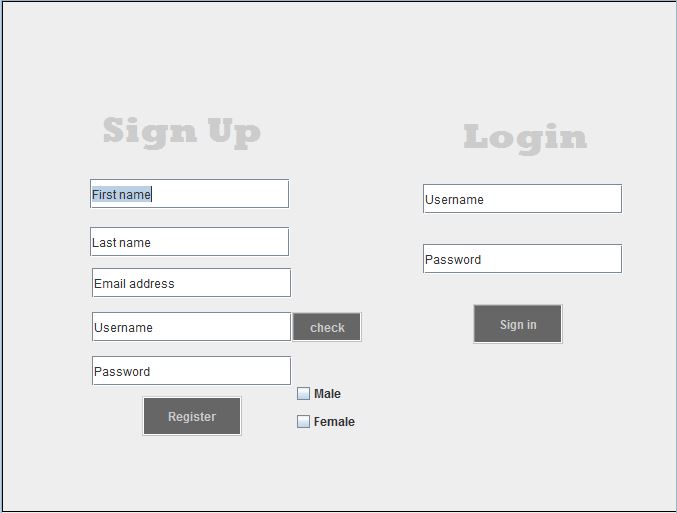 Sign Up
First name
Last name
Email address
Username
check
Password
Male
Register
Female
Login
Username
Password
Sign in